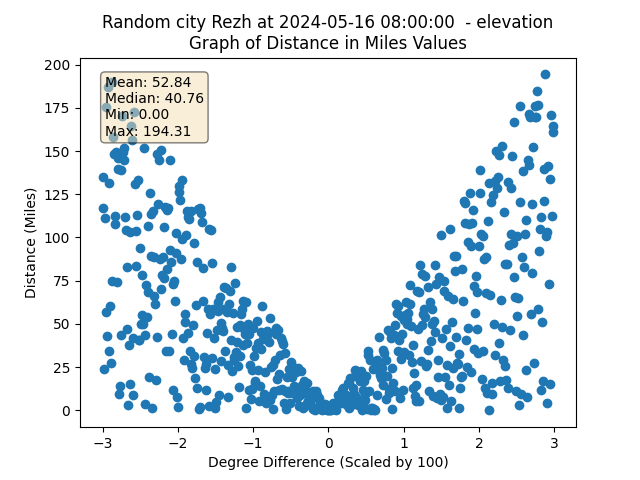 Random city Rezh at 2024-05-16 08:00:00 - elevation
Graph of Distance in Miles Values
Mean: 52.84
Median: 40.76
Min: 0.00
Max: 194.31
200
175
150
125
100
75
50
25
0
Distance (Miles)
−3
−2
−1
0
1
2
3
Degree Difference (Scaled by 100)